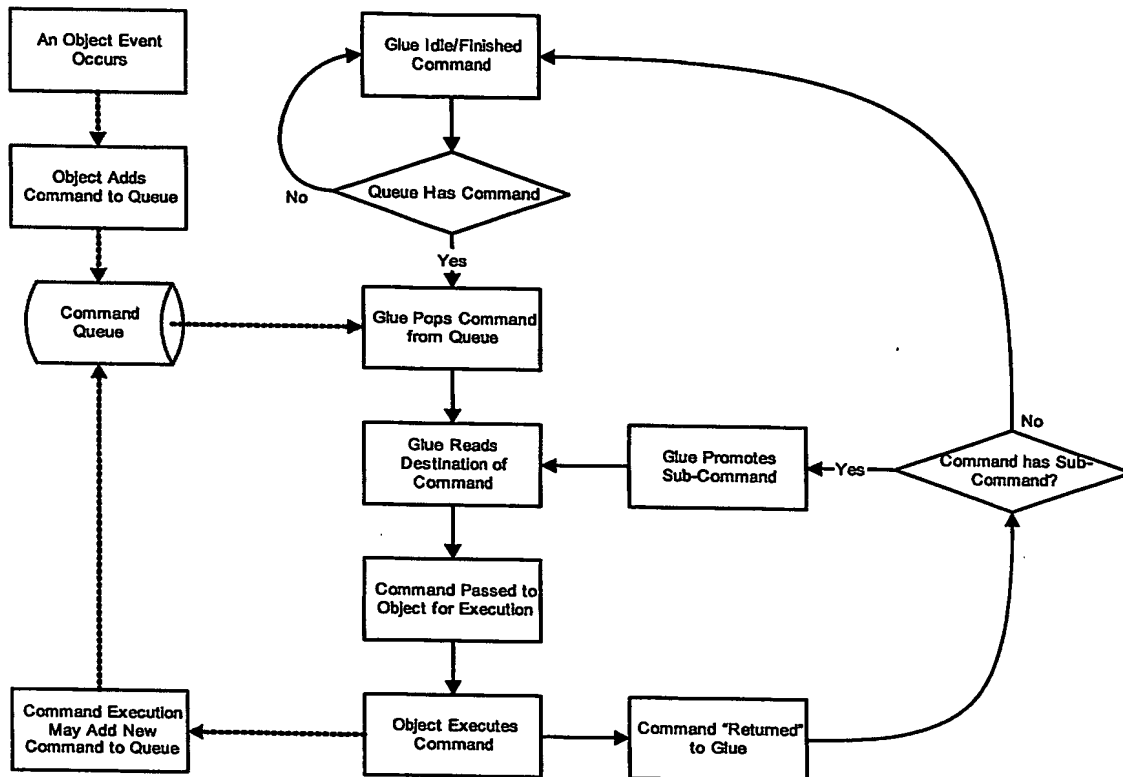 An Object Event
Occurs
Glue Idle/Finished
Command
Object Adds
Command to Queue
No
Queue Has Command
Yes
Command
Queue
Glue Pops Command
from Queue
Glue Reads
Destination of
Command
Glue Promotes
Sub-Command
Yes
No
Command has Sub-
Command?
Command Passed to
Object for Execution
Command Execution
May Add New
Command to Queue
Object Executes
Command
Command "Returned"
to Glue